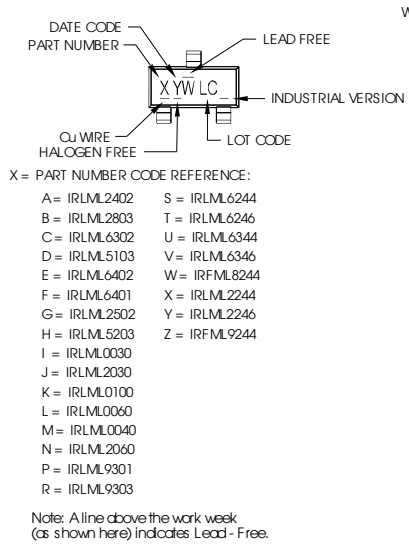 W
DATE CODE
PART NUMBER
LEAD FREE
X YW LC
INDUSTRIAL VERSION
Cu WIRE
HALOGEN FREE
LOT CODE
X = PART NUMBER CODE REFERENCE:
A = IRLML2402 S = IRLML6244
B = IRLML2803 T = IRLML6246
C = IRLML6302 U = IRLML6344
D = IRLML5103 V = IRLML6346
E = IRLML6402 W = IRFML8244
F = IRLML6401 X = IRLML2244
G = IRLML2502 Y = IRLML2246
H = IRLML5203 Z = IRFML9244
I = IRLML0030
J = IRLML2030
K = IRLML0100
L = IRLML0060
M = IRLML0040
N = IRLML2060
P = IRLML9301
R = IRLML9303
Note: A line above the work week
(as shown here) indicates Lead - Free.